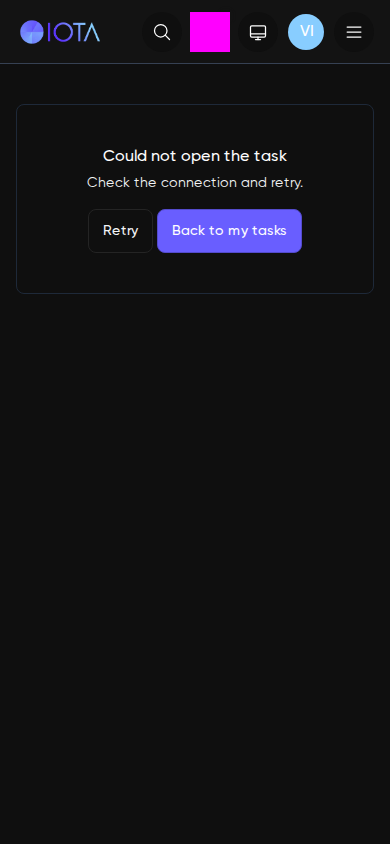 IOTA
VI
Could not open the task
Check the connection and retry.
Retry
Back to my tasks